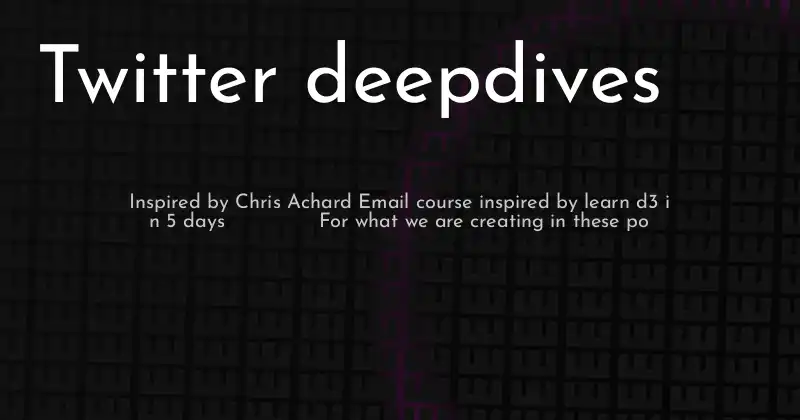 Twitter deepdives
Inspired by Chris Achard Email course inspired by learn d3 i
n 5 days For what we are creating in these po